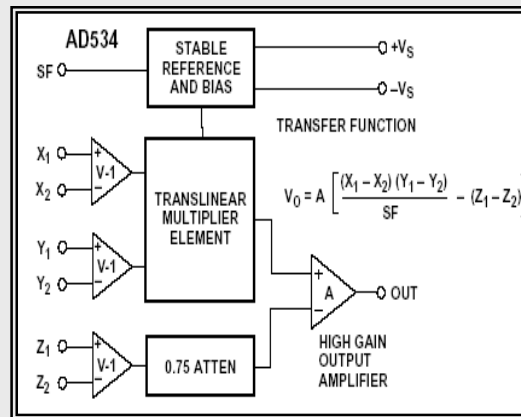 AD534
STABLE
REFERENCE
AND BIAS
SF
+VS
–VS
TRANSFER FUNCTION
X1
+
V-1
X2
–
TRANSLINEAR
MULTIPLIER
ELEMENT
VO = A [ (X1 – X2) (Y1 – Y2) / SF – (Z1 – Z2) ]
Y1
+
V-1
Y2
–
+
A
–
OUT
Z1
+
V-1
Z2
–
0.75 ATTEN
HIGH GAIN
OUTPUT
AMPLIFIER